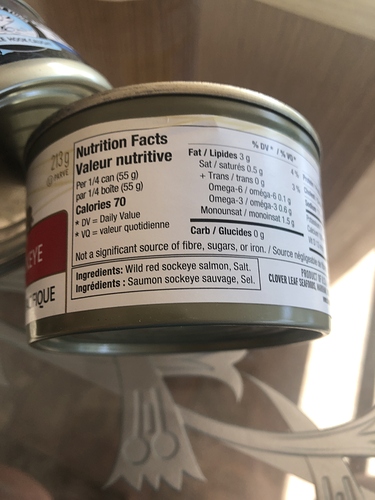 213 g
PARVE
EYE
Nutrition Facts
Valeur nutritive
Per 1/4 can (55 g)
par 1/4 boîte (55 g)
Calories 70
* DV = Daily Value
* VQ = valeur quotidienne
% DV* / % VQ*
Fat / Lipides 3 g 4 %
Sat / saturés 0.5 g
+ Trans / trans 0 g 3 %
Omega-6 / oméga-6 0.1 g
Omega-3 / oméga-3 0.6 g
Monounsat / monoinsat 1.5 g
Carb / Glucides 0 g
Not a significant source of fibre, sugars, or iron. / Source négligeable
Ingredients: Wild red sockeye salmon, Salt.
Ingrédients : Saumon sockeye sauvage, Sel.
PRODUCT
CLOVER LEAF SEAFOODS,